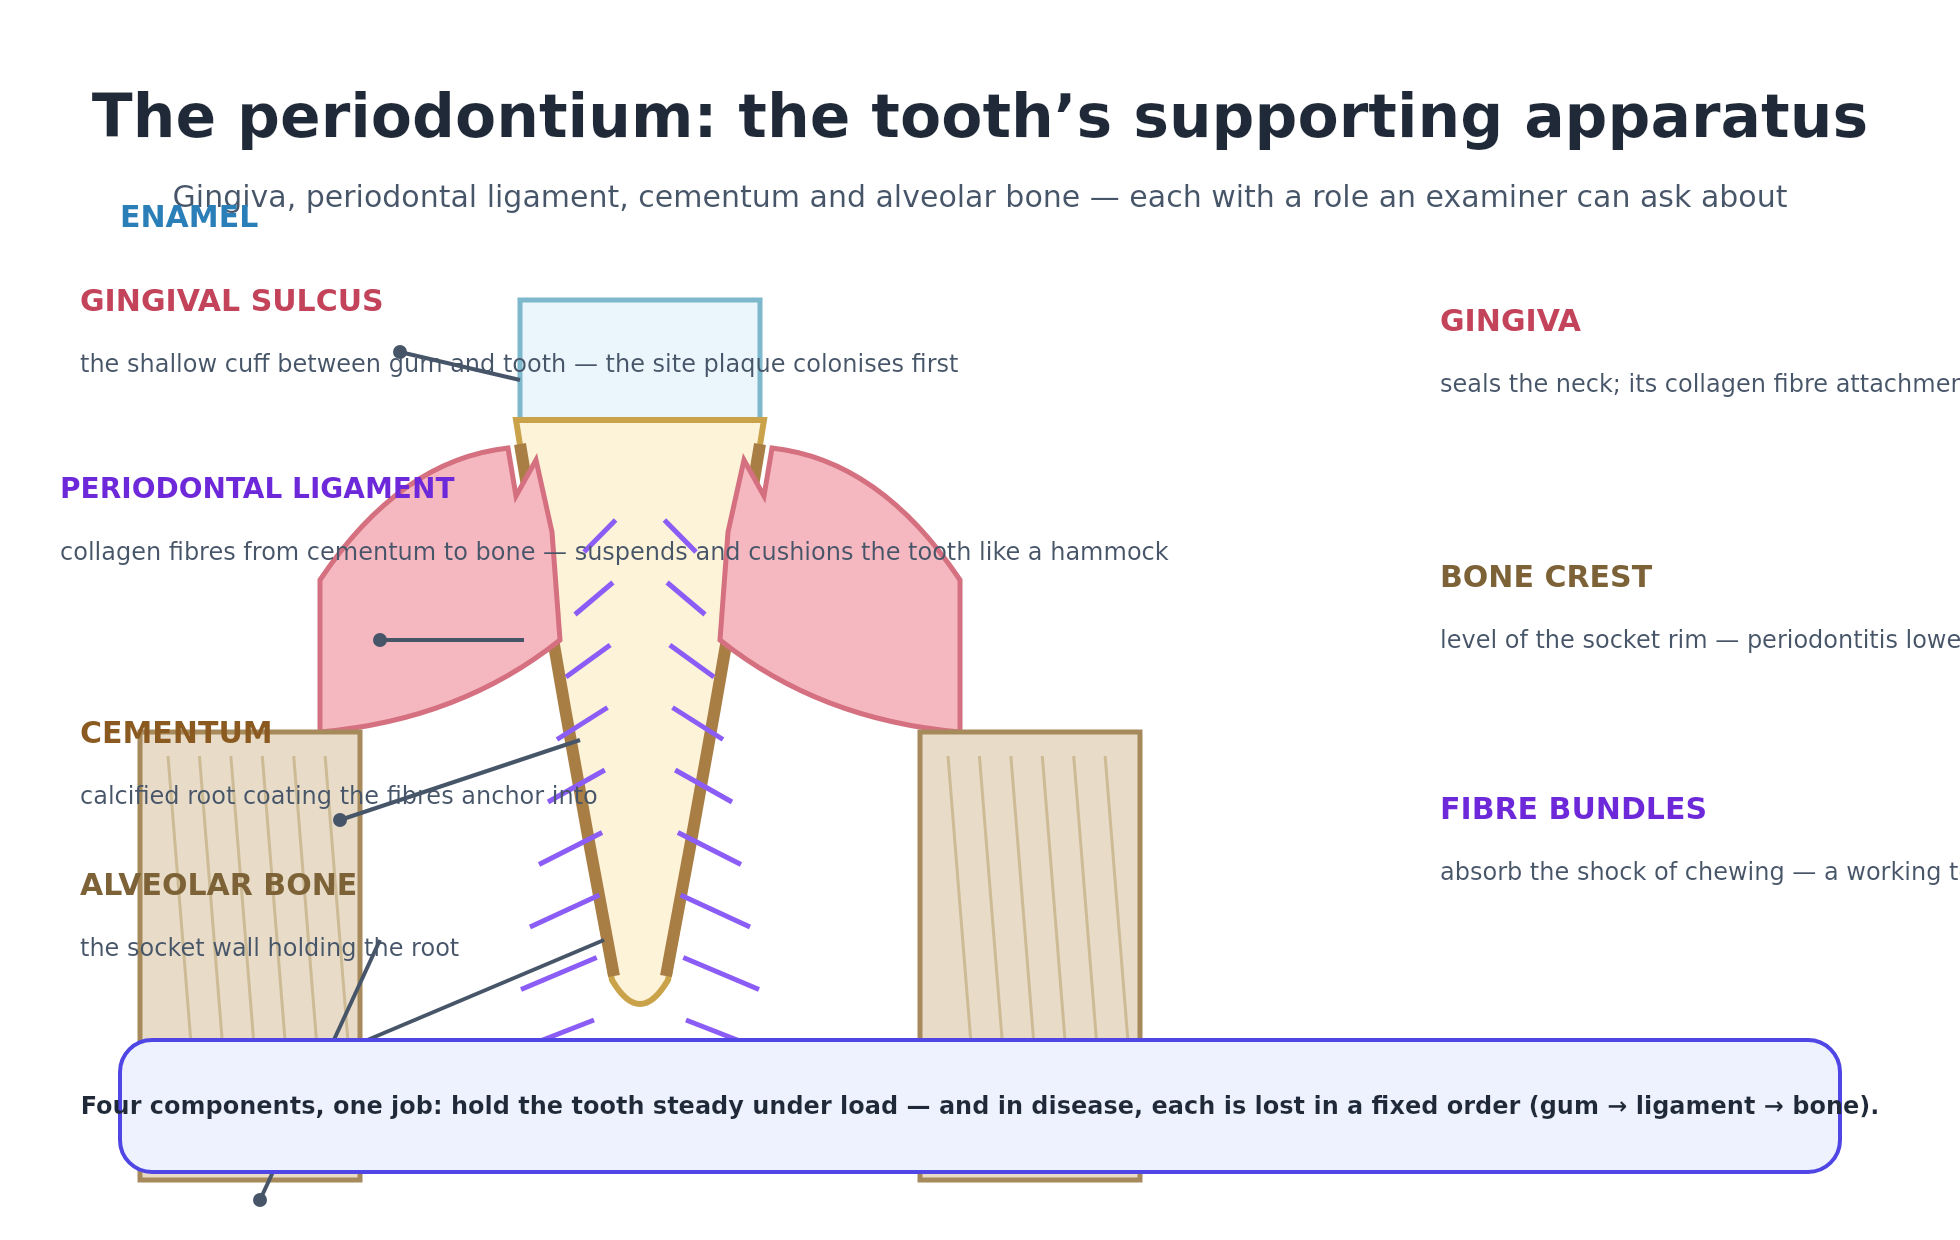 The periodontium: the tooth’s supporting apparatus
Gingiva, periodontal ligament, cementum and alveolar bone — each with a role an examiner can ask about
ENAMEL
GINGIVAL SULCUS
the shallow cuff between gum and tooth — the site plaque colonises first
PERIODONTAL LIGAMENT
collagen fibres from cementum to bone — suspends and cushions the tooth like a hammock
CEMENTUM
calcified root coating the fibres anchor into
ALVEOLAR BONE
the socket wall holding the root
GINGIVA
seals the neck; its collagen fibre
BONE CREST
level of the socket rim — periodontitis
FIBRE BUNDLES
absorb the shock of chewing — a working
Four components, one job: hold the tooth steady under load — and in disease, each is lost in a fixed order (gum → ligament → bone).